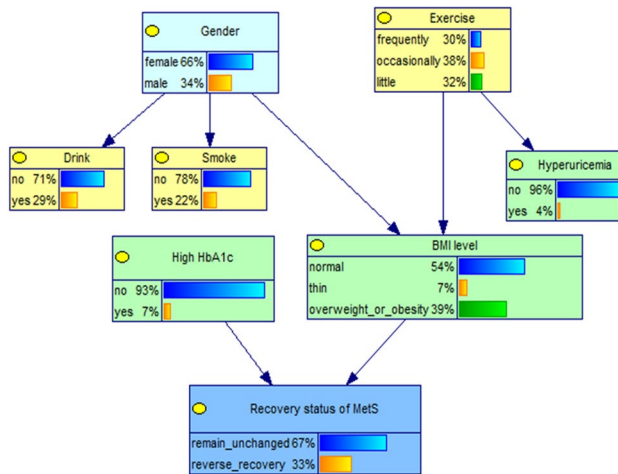 Gender
female 66%
male 34%
Exercise
frequently 30%
occasionally 38%
little 32%
Drink
no 71%
yes 29%
Smoke
no 78%
yes 22%
Hyperuricemia
no 96%
yes 4%
High HbA1c
no 93%
yes 7%
BMI level
normal 54%
thin 7%
overweight_or_obesity 39%
Recovery status of MetS
remain_unchanged 67%
reverse_recovery 33%